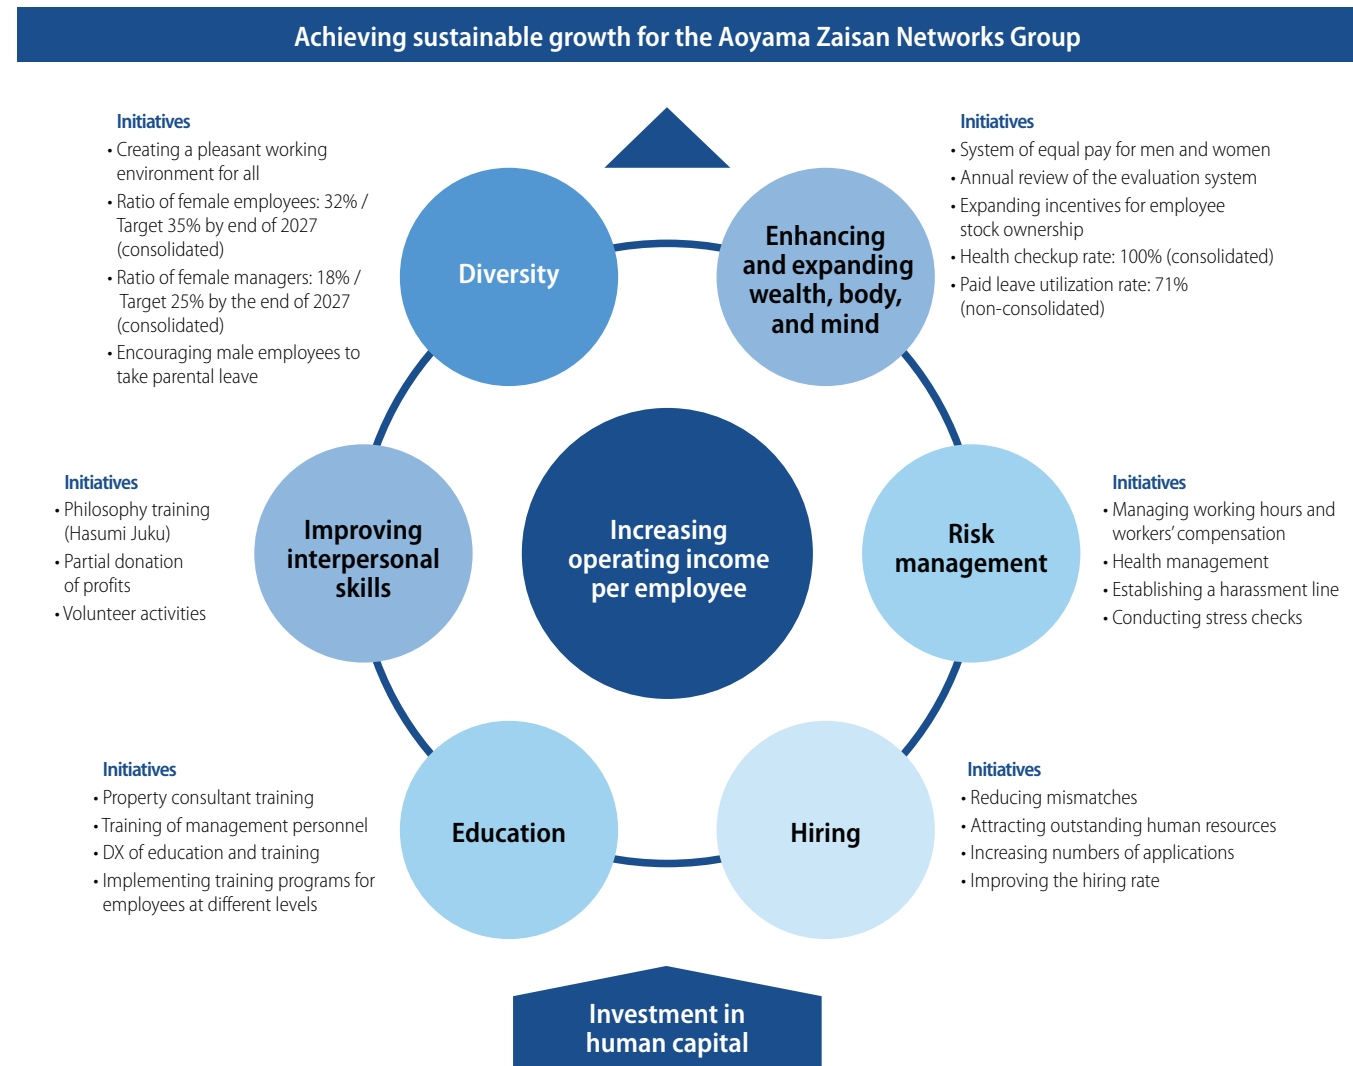 Achieving sustainable growth for the Aoyama Zaisan Networks Group
Initiatives
• Creating a pleasant working
environment for all
• Ratio of female employees: 32% /
Target 35% by end of 2027
(consolidated)
• Ratio of female managers: 18% /
Target 25% by the end of 2027
(consolidated)
• Encouraging male employees to
take parental leave
Diversity
Enhancing
and expanding
wealth, body,
and mind
Initiatives
• System of equal pay for men and women
• Annual review of the evaluation system
• Expanding incentives for employee
stock ownership
• Health checkup rate: 100% (consolidated)
• Paid leave utilization rate: 71%
(non-consolidated)
Initiatives
• Philosophy training
(Hasumi Juku)
• Partial donation
of profits
• Volunteer activities
Improving
interpersonal
skills
Increasing
operating income
per employee
Risk
management
Initiatives
• Managing working hours and
workers’ compensation
• Health management
• Establishing a harassment line
• Conducting stress checks
Initiatives
• Property consultant training
• Training of management personnel
• DX of education and training
• Implementing training programs for
employees at different levels
Education
Hiring
Initiatives
• Reducing mismatches
• Attracting outstanding human resources
• Increasing numbers of applications
• Improving the hiring rate
Investment in
human capital